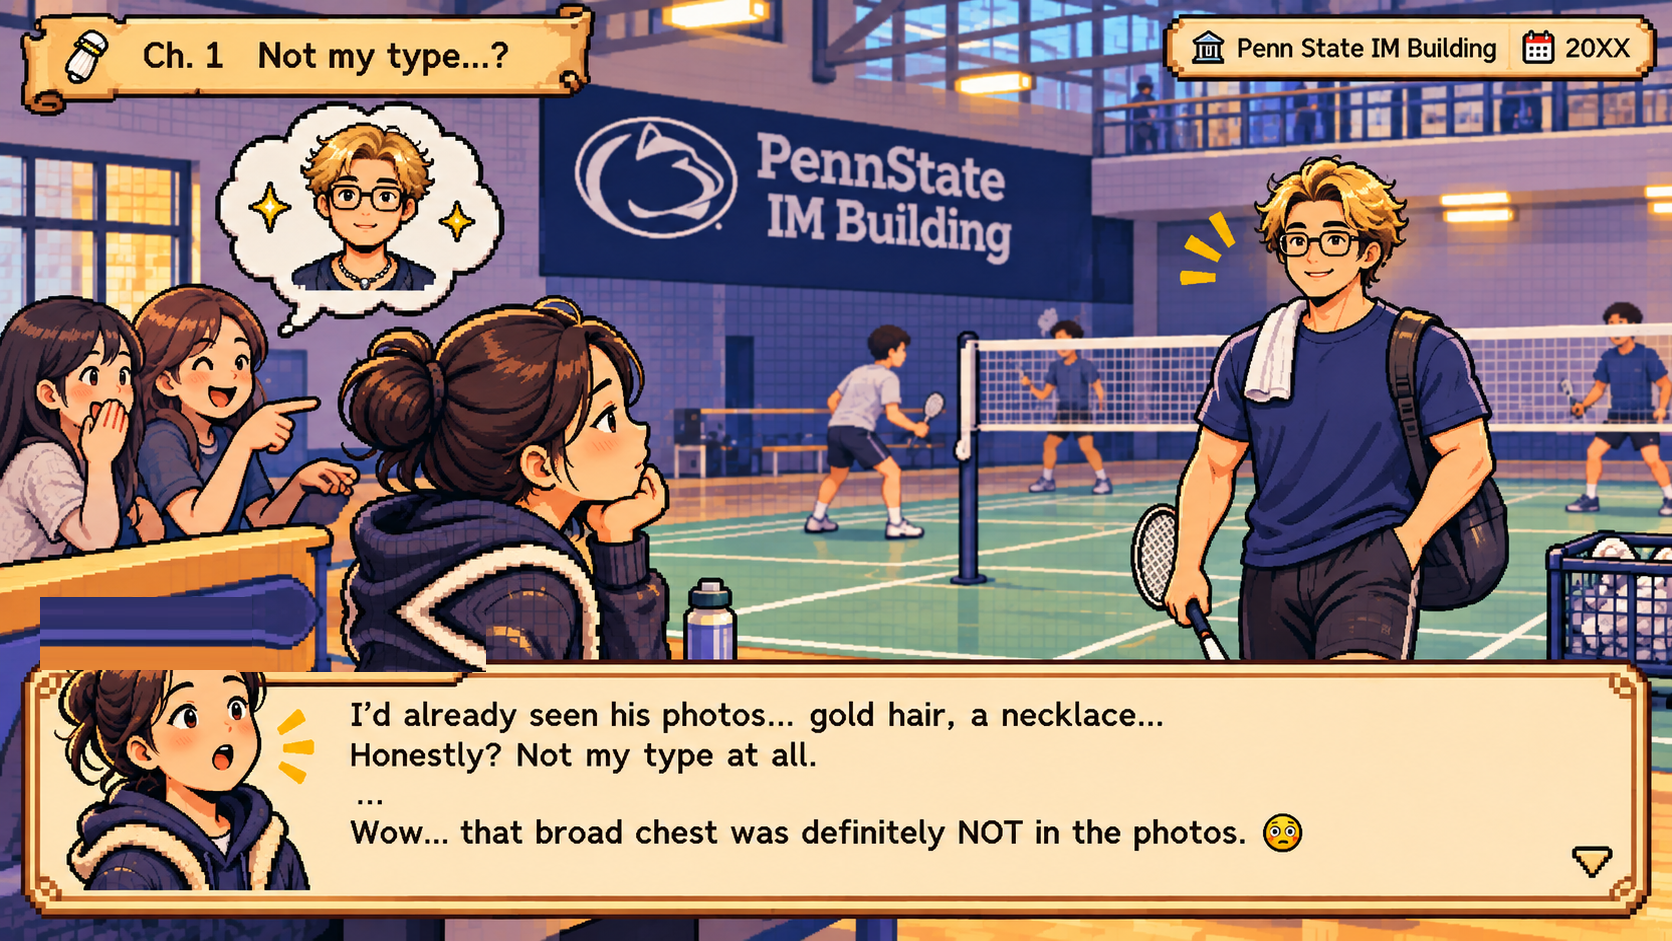 Ch. 1 Not my type...?
Penn State IM Building
20XX
PennState
IM Building
I'd already seen his photos... gold hair, a necklace...
Honestly? Not my type at all.
...
Wow... that broad chest was definitely NOT in the photos. 😳